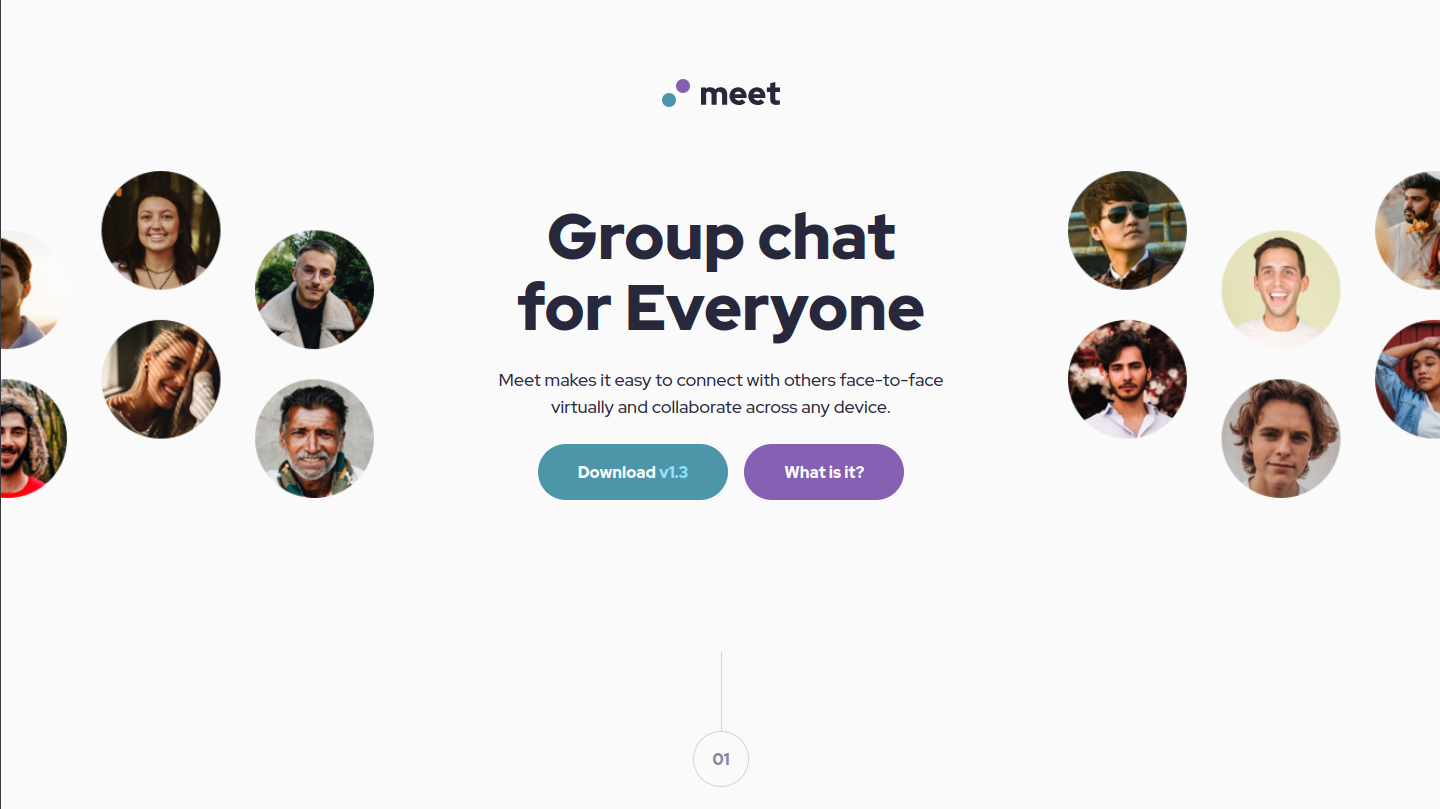 meet
Group chat
for Everyone
Meet makes it easy to connect with others face-to-face
virtually and collaborate across any device.
Download v1.3
What is it?
01